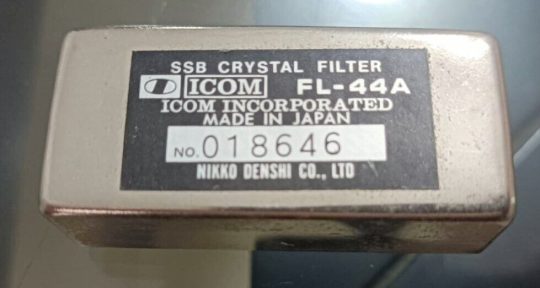 SSB CRYSTAL FILTER
ICOM FL-44A
ICOM INCORPORATED
MADE IN JAPAN
NO. 018646
NIKKO DENSHI CO., LTD